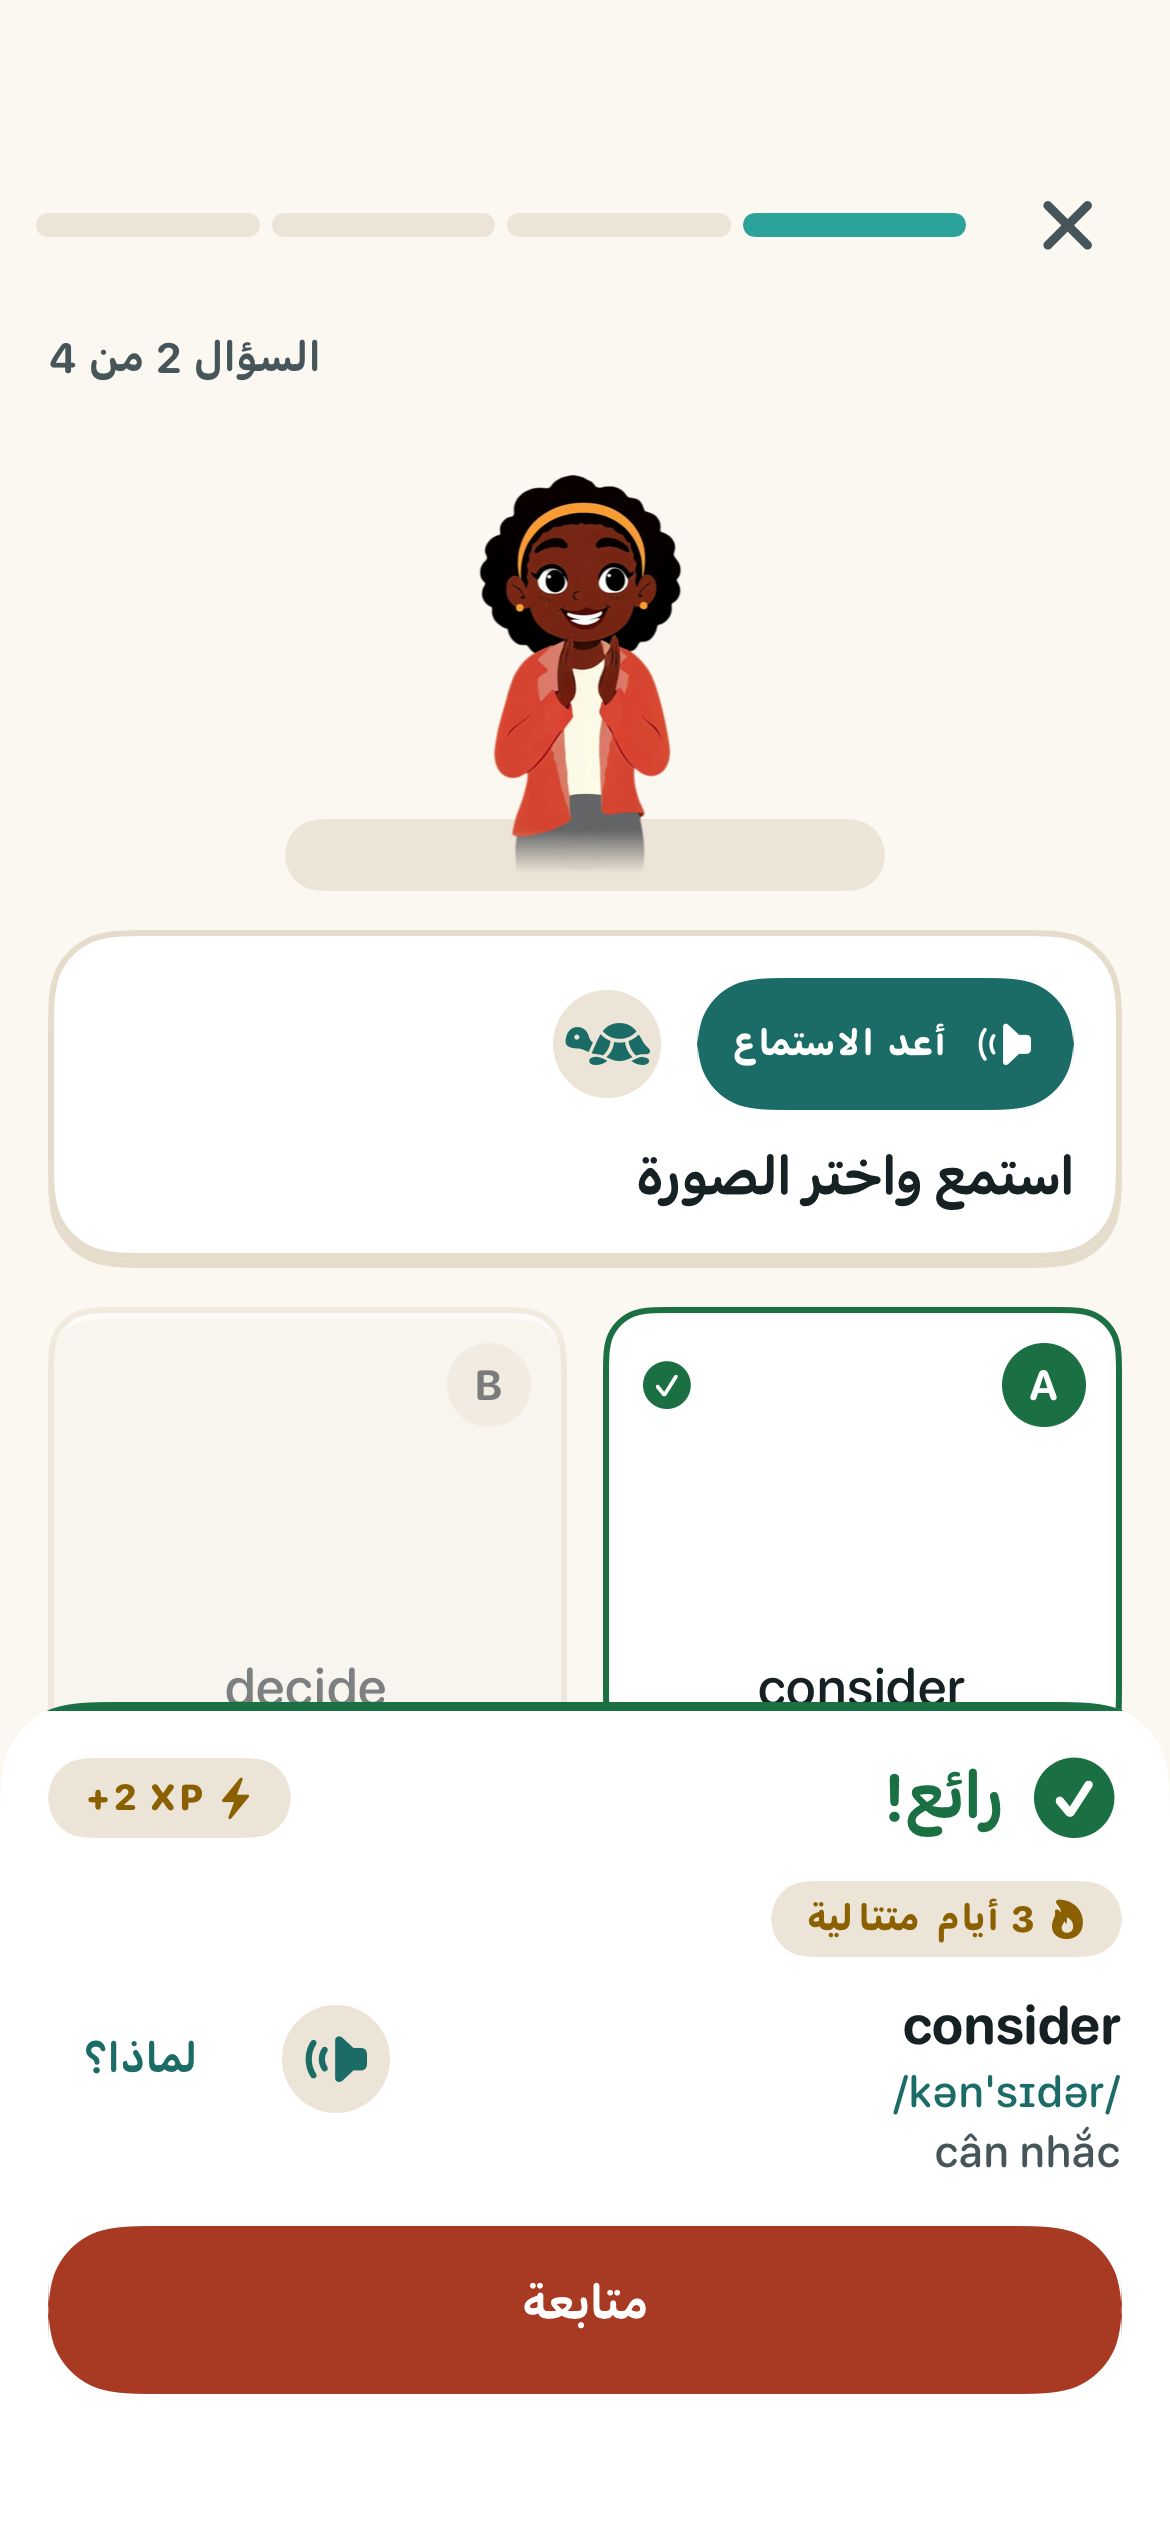 السؤال 2 من 4
أعد الاستماع
استمع واختر الصورة
A
B
consider
decide
رائع!
+2 XP
3 أيام متتالية
consider
/kən'sɪdər/
cân nhắc
لماذا؟
متابعة